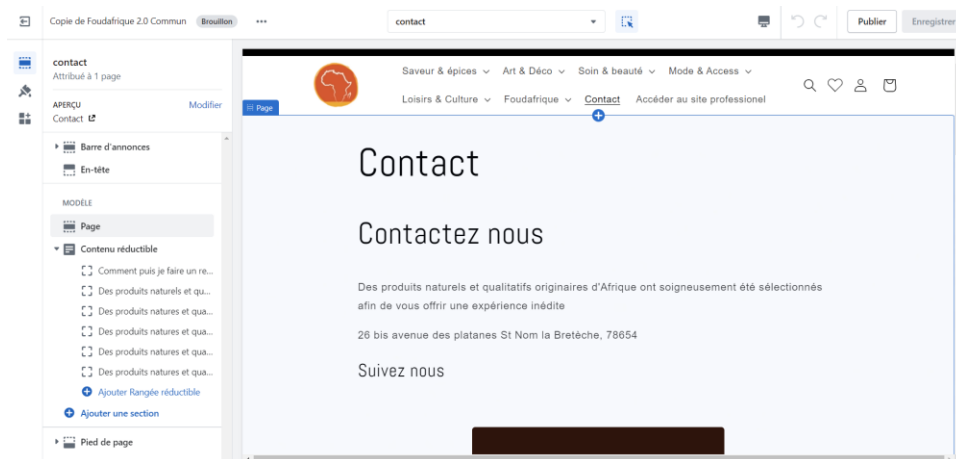 Copie de Foudafrique 2.0 Commun Brouillon
contact
Publier
Enregistrer
contact
Attribué à 1 page
APERÇU
Modifier
Contact
Barre d'annonces
En-tête
MODÈLE
Page
Contenu réductible
Comment puis je faire un re...
Des produits naturels et qu...
Des produits natures et qua...
Des produits natures et qua...
Des produits natures et qua...
Des produits natures et qua...
Ajouter Rangée réductible
Ajouter une section
Pied de page
Saveur & épices Art & Déco Soin & beauté Mode & Access
Loisirs & Culture Foudafrique Contact Accéder au site professionel
Page
Contact
Contactez nous
Des produits naturels et qualitatifs originaires d'Afrique ont soigneusement été sélectionnés
afin de vous offrir une expérience inédite
26 bis avenue des platanes St Nom la Bretèche, 78654
Suivez nous